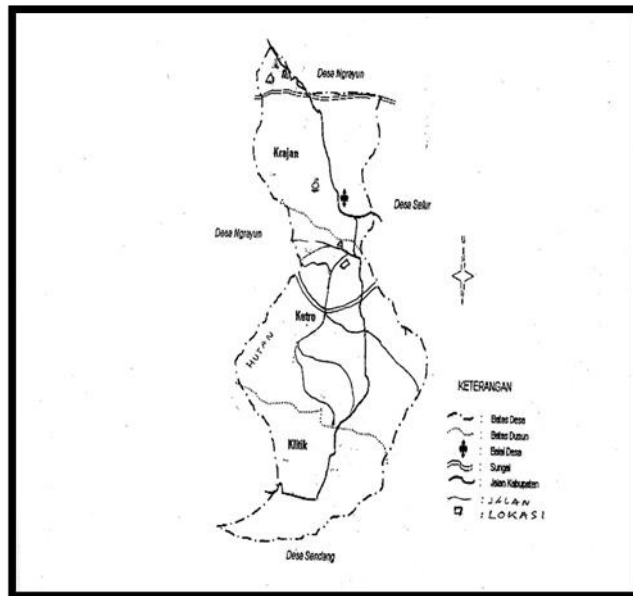 Desa Ngrayun
Krajan
Desa Selur
Desa Ngrayun
Ketro
HUTAN
Klitik
Desa Sendang
KETERANGAN
: Batas Desa
: Batas Dusun
: Balai Desa
: Sungai
: Jalan Kabupaten
: JALAN
: LOKASI